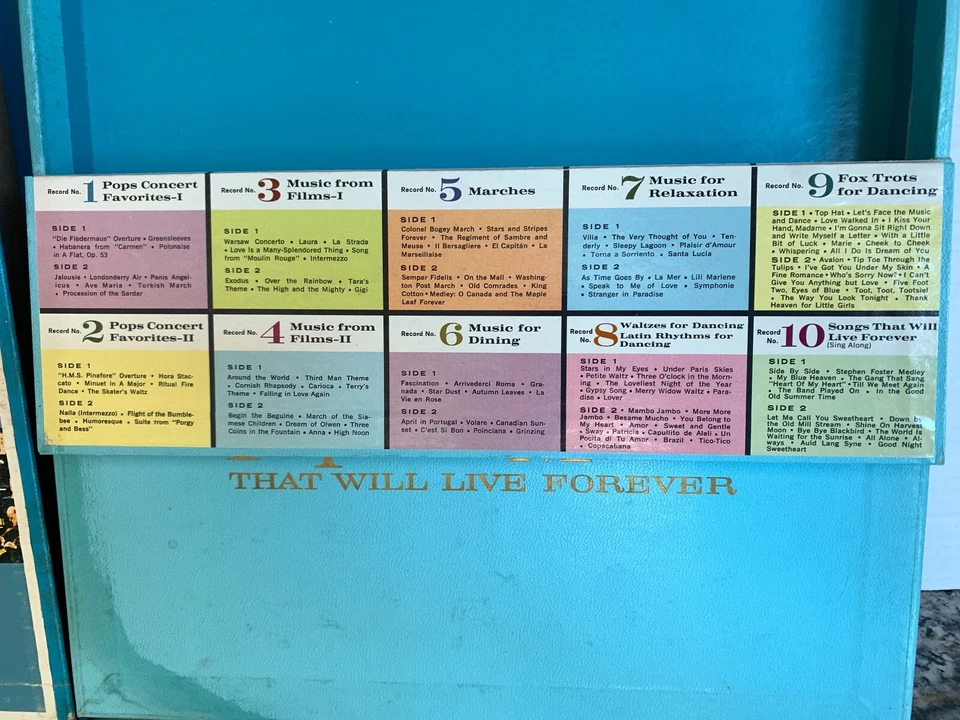 Record No. 1 Pops Concert
Favorites-I
SIDE 1
"Die Fledermaus" Overture • Greensleeves
• Habanera from "Carmen" • Polonaise
in A Flat, Op. 53
SIDE 2
Jalousie • Londonderry Air • Panis Angel-
icus • Ave Maria • Turkish March
• Procession of the Sardar
Record No. 3 Music from
Films-I
SIDE 1
Warsaw Concerto • Laura • La Strada
• Love is a Many-Splendored Thing • Song
from "Moulin Rouge" • Intermezzo
SIDE 2
Exodus • Over the Rainbow • Tara's
Theme • The High and the Mighty • Gigi
Record No. 5 Marches
SIDE 1
Colonel Bogey March • Stars and Stripes
Forever • The Regiment of Sambre and
Meuse • Il Bersagliere • El Capitán • La
Marseillaise
SIDE 2
Semper Fidelis • On the Mall • Washing-
ton Post March • Old Comrades • King
Cotton • Medley: O Canada and The Maple
Leaf Forever
Record No. 7 Music for
Relaxation
SIDE 1
Vilia • The Very Thought of You • Ten-
derly • Sleepy Lagoon • Plaisir d'Amour
• Torna a Sorriento • Santa Lucia
SIDE 2
As Time Goes By • La Mer • Lili Marlene
• Speak to Me of Love • Symphonie
• Stranger in Paradise
Record No. 9 Fox Trots
for Dancing
SIDE 1 • Top Hat • Let's Face the Music
and Dance • Love Walked In • I Kiss Your
Hand, Madame • I'm Gonna Sit Right Down
and Write Myself a Letter • With a Little
Bit of Luck • Marie • Cheek to Cheek
• Whispering • All I Do Is Dream of You
SIDE 2 • Avalon • Tip Toe Through the
Tulips • I've Got You Under My Skin • A
Fine Romance • Who's Sorry Now? • I Can't
Give You Anything but Love • Five Foot
Two, Eyes of Blue • Toot, Toot, Tootsie!
• The Way You Look Tonight • Thank
Heaven for Little Girls
Record No. 2 Pops Concert
Favorites-II
SIDE 1
"H.M.S. Pinafore" Overture • Hora Stac-
cato • Minuet in A Major • Ritual Fire
Dance • The Skater's Waltz
SIDE 2
Naila (Intermezzo) • Flight of the Bumble-
bee • Humoresque • Suite from "Porgy
and Bess"
Record No. 4 Music from
Films-II
SIDE 1
Around the World • Third Man Theme
• Cornish Rhapsody • Carioca • Terry's
Theme • Falling in Love Again
SIDE 2
Begin the Beguine • March of the Sia-
mese Children • Dream of Olwen • Three
Coins in the Fountain • Anna • High Noon
Record No. 6 Music for
Dining
SIDE 1
Fascination • Arrivederci Roma • Gra-
nada • Star Dust • Autumn Leaves • La
Vie en Rose
SIDE 2
April in Portugal • Volare • Canadian Sun-
set • C'est Si Bon • Poinciana • Grinzing
Record No. 8 Waltzes for Dancing
Latin Rhythms for
Dancing
SIDE 1
Stars in My Eyes • Under Paris Skies
• Petite Waltz • Three O'clock in the Morn-
ing • The Loveliest Night of the Year
• Gypsy Song • Merry Widow Waltz • Para-
dise • Lover
SIDE 2 • Mambo Jambo • More More
Jambo • Besame Mucho • You Belong to
My Heart • Amor • Sweet and Gentle
• Sway • Patricia • Capullito de Aleli • Un
Pocita di Tu Amor • Brazil • Tico-Tico
• Copacabana
Record No. 10 Songs That Will
Live Forever
(Sing Along)
SIDE 1
Side By Side • Stephen Foster Medley
• My Blue Heaven • The Gang That Sang
"Heart Of My Heart" • Till We Meet Again
• The Band Played On • In the Good
Old Summer Time
SIDE 2
Let Me Call You Sweetheart • Down by
the Old Mill Stream • Shine On Harvest
Moon • Bye Bye Blackbird • The World Is
Waiting for the Sunrise • All Alone • Al-
ways • Auld Lang Syne • Good Night
Sweetheart
THAT WILL LIVE FOREVER